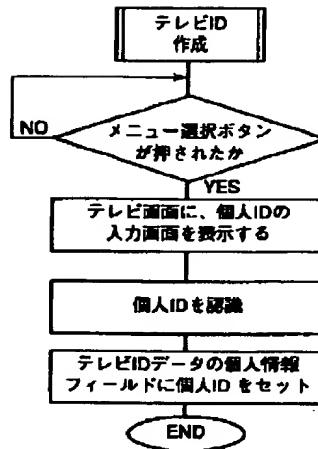 テレビID
作成
メニュー選択ボタン
が押されたか
NO
YES
テレビ画面に、個人IDの
入力画面を表示する
個人IDを認識
テレビIDデータの個人情報
フィールドに個人IDをセット
END